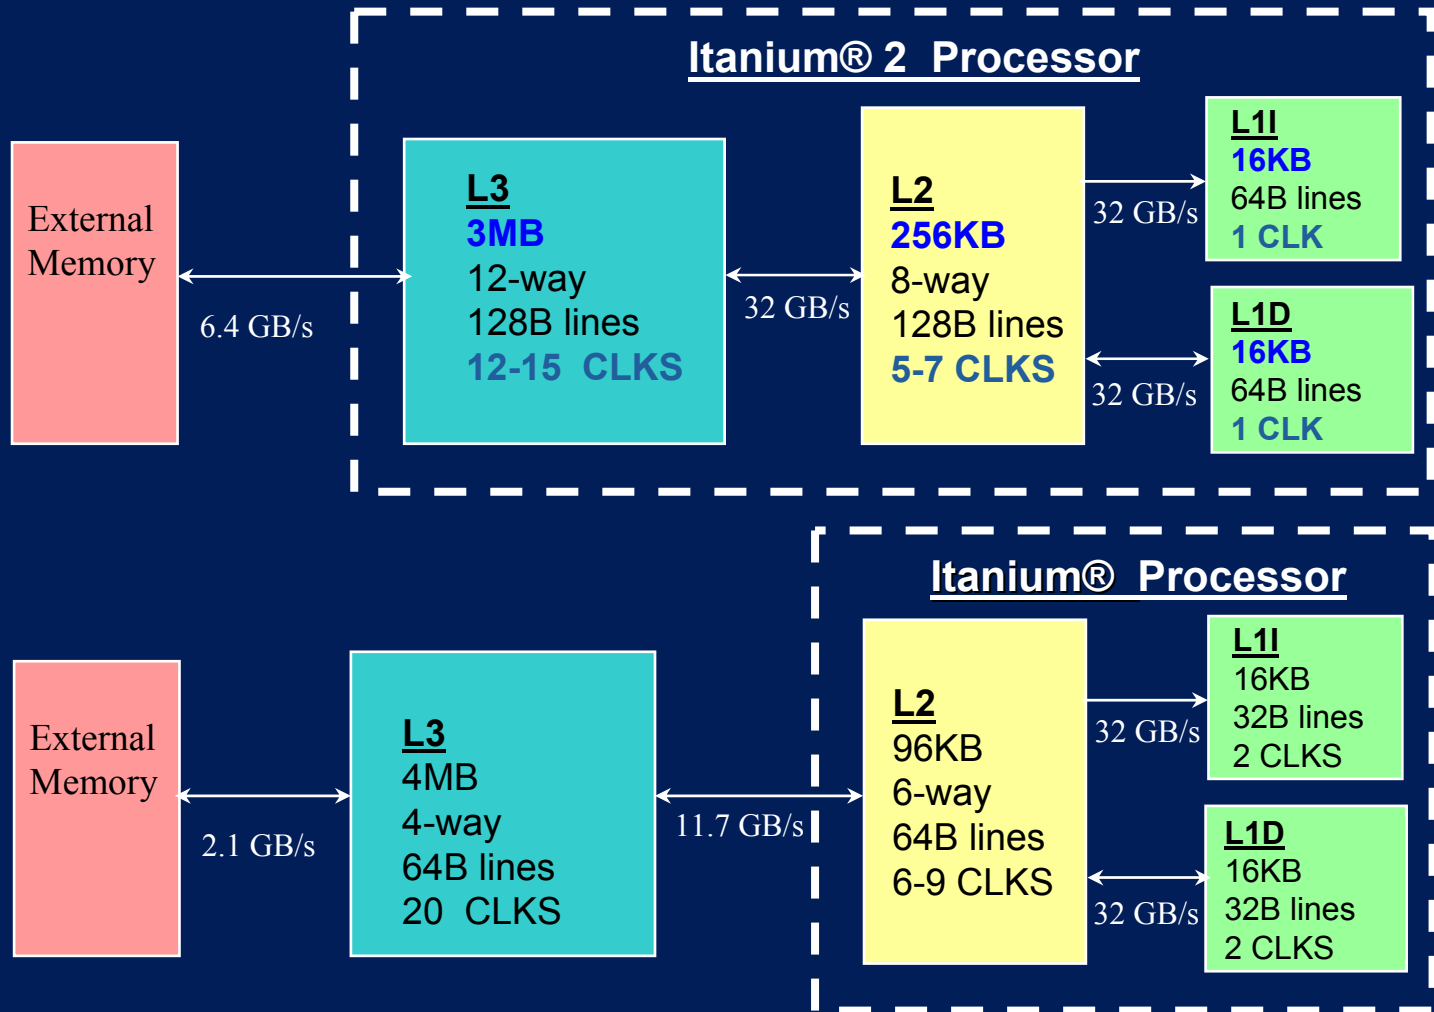 Itanium® 2 Processor
External
Memory
6.4 GB/s
L3
3MB
12-way
128B lines
12-15 CLKS
32 GB/s
L2
256KB
8-way
128B lines
5-7 CLKS
32 GB/s
L1I
16KB
64B lines
1 CLK
32 GB/s
L1D
16KB
64B lines
1 CLK
Itanium® Processor
External
Memory
2.1 GB/s
L3
4MB
4-way
64B lines
20 CLKS
11.7 GB/s
L2
96KB
6-way
64B lines
6-9 CLKS
32 GB/s
L1I
16KB
32B lines
2 CLKS
32 GB/s
L1D
16KB
32B lines
2 CLKS